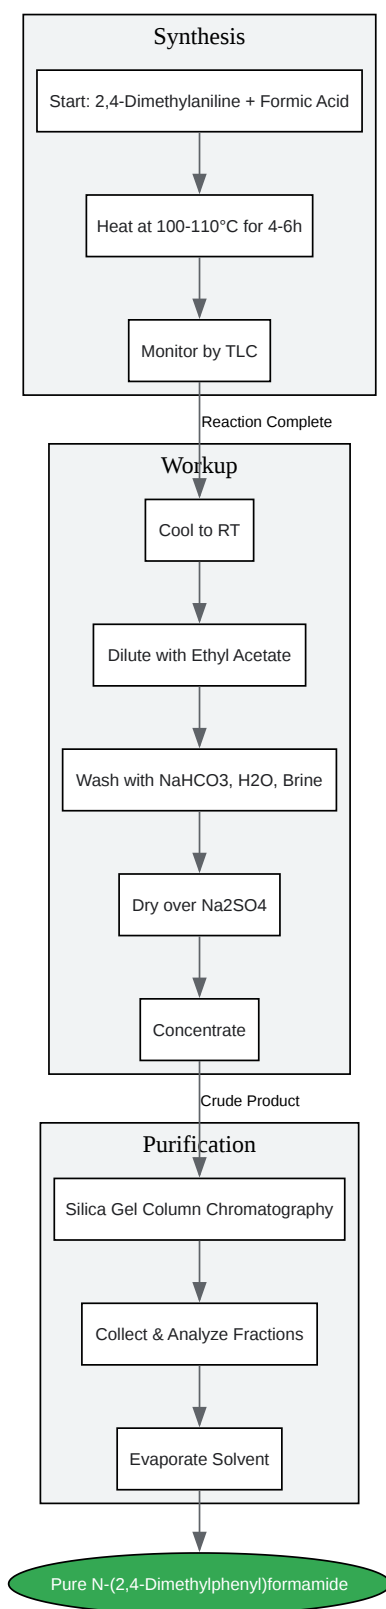 Synthesis
Start: 2,4-Dimethylaniline + Formic Acid
Heat at 100-110°C for 4-6h
Monitor by TLC
Reaction Complete
Workup
Cool to RT
Dilute with Ethyl Acetate
Wash with NaHCO3, H2O, Brine
Dry over Na2SO4
Concentrate
Crude Product
Purification
Silica Gel Column Chromatography
Collect & Analyze Fractions
Evaporate Solvent
Pure N-(2,4-Dimethylphenyl)formamide